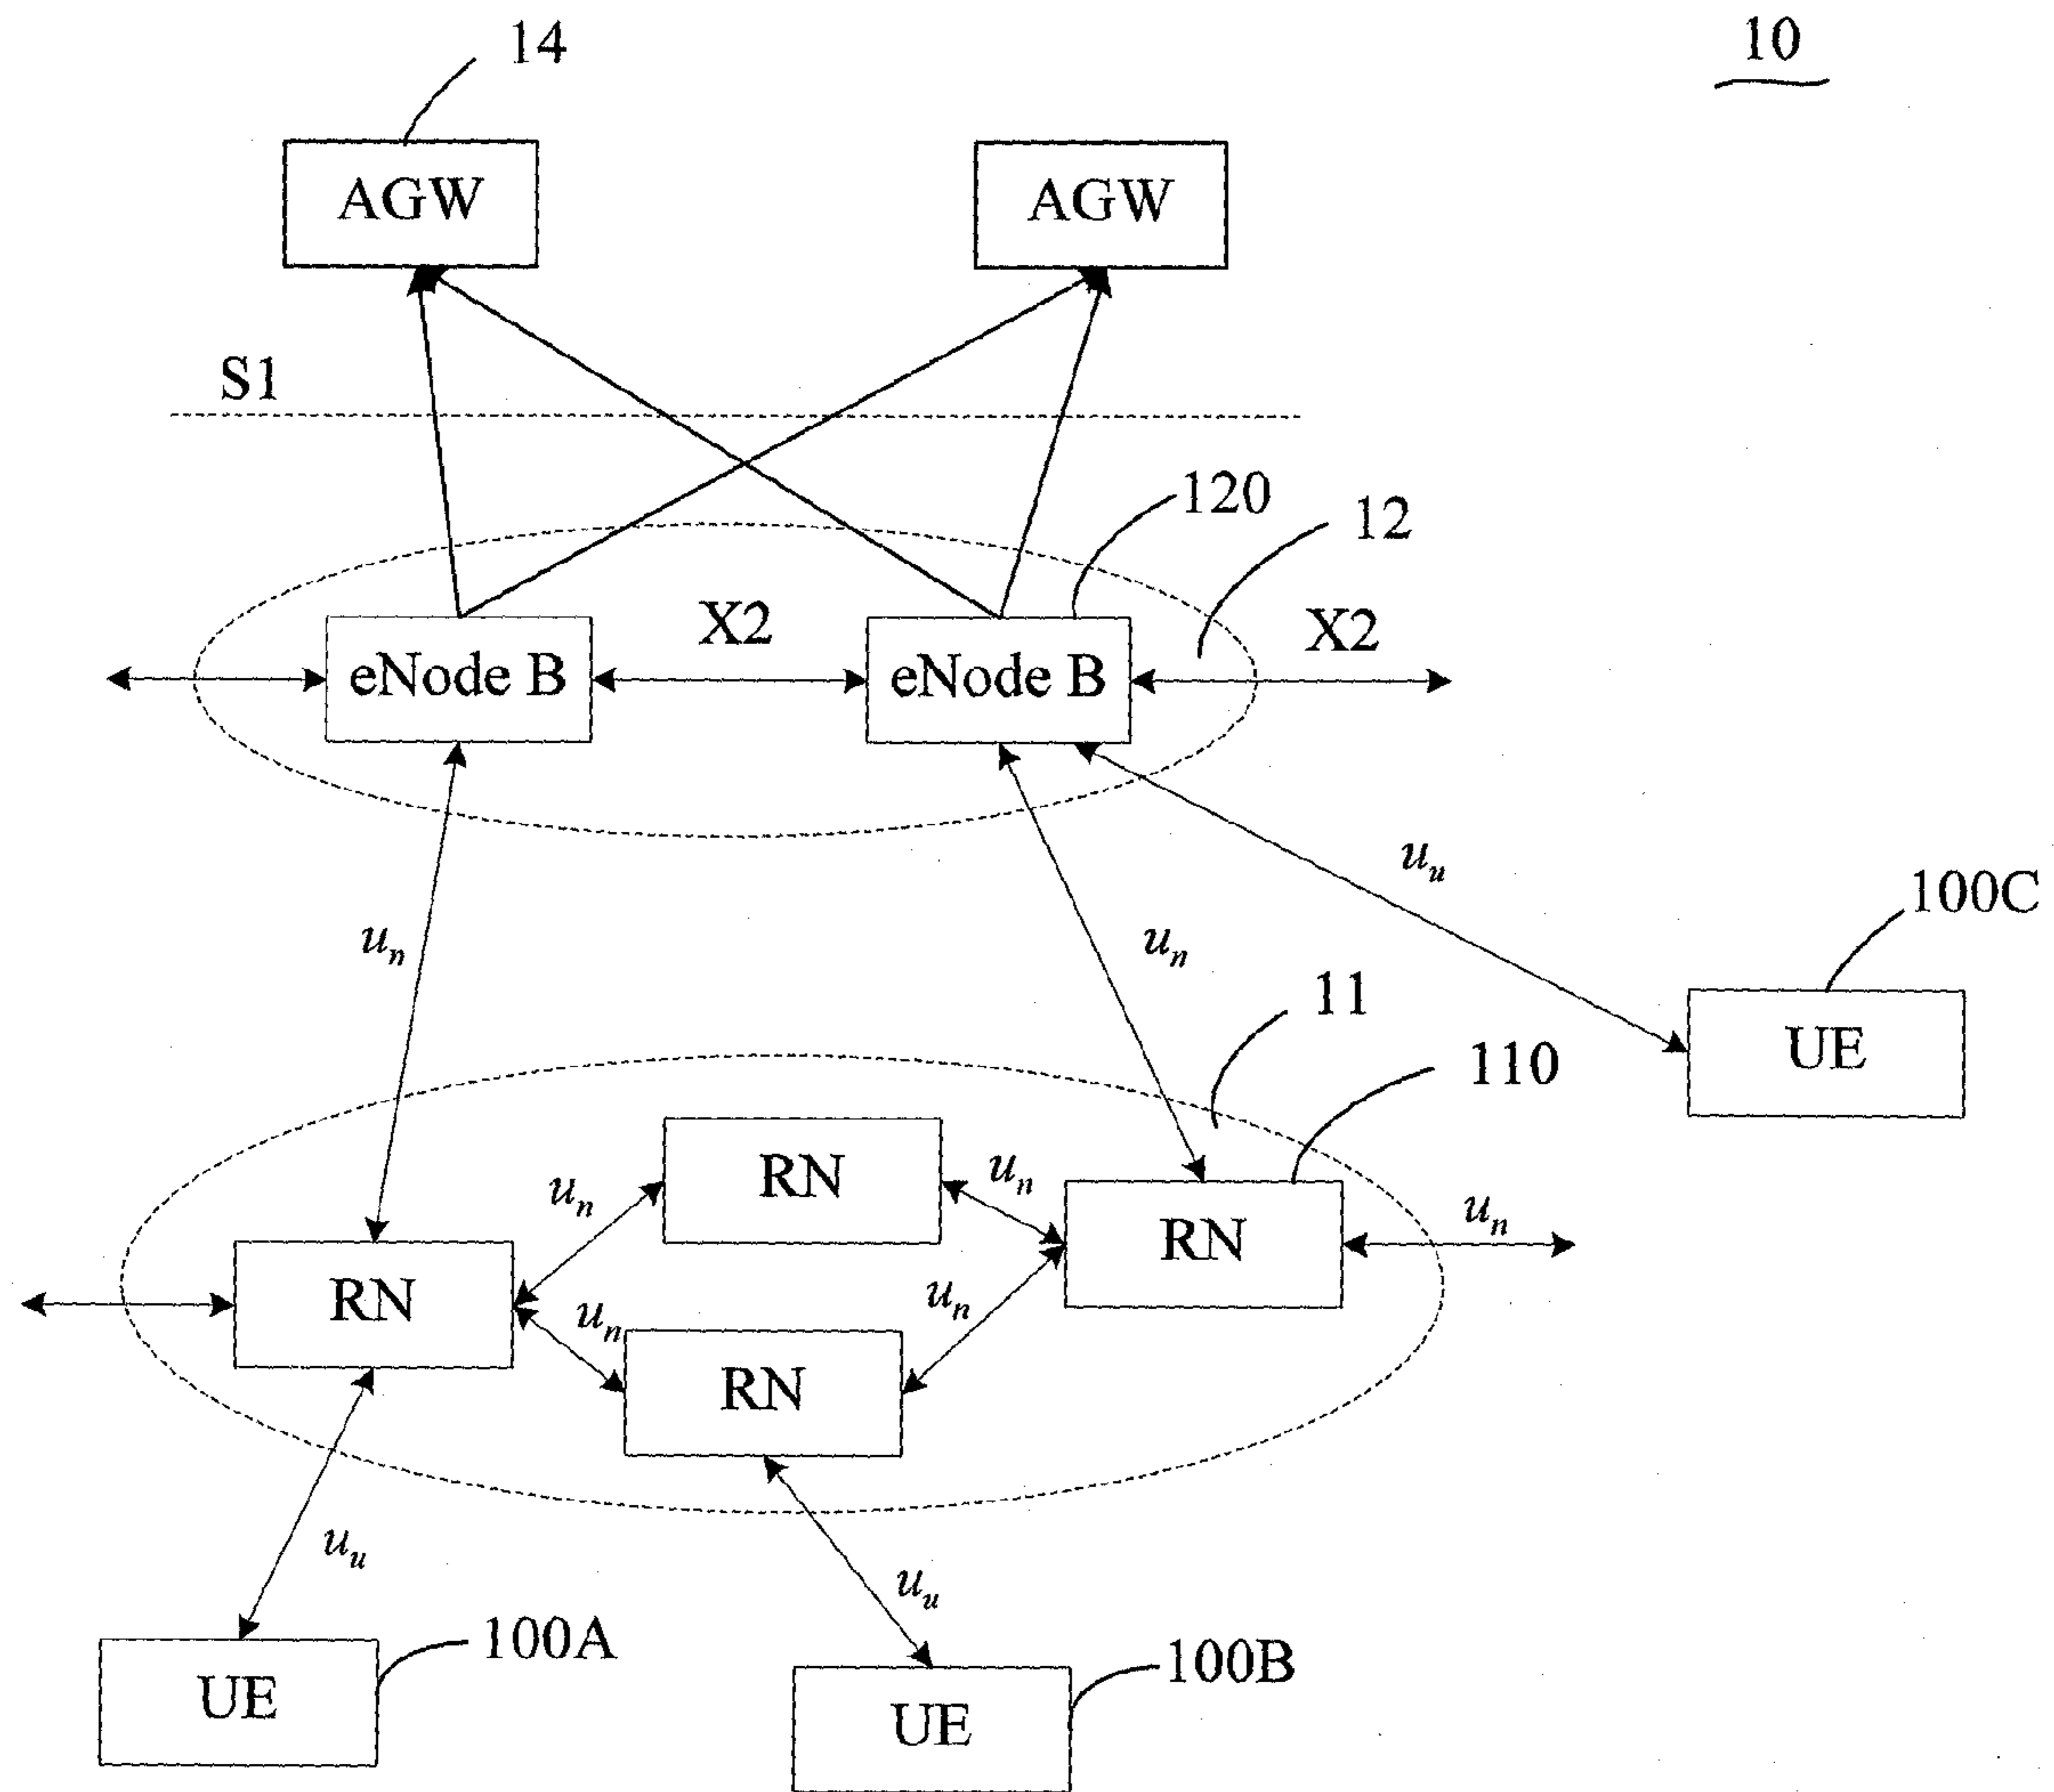 14
10
AGW
AGW
S1
120
12
X2
X2
eNode B
eNode B
u_u
100C
u_n
u_n
11
UE
110
RN
u_n
u_n
RN
u_n
RN
u_n
u_n
RN
u_u
u_u
100A
100B
UE
UE